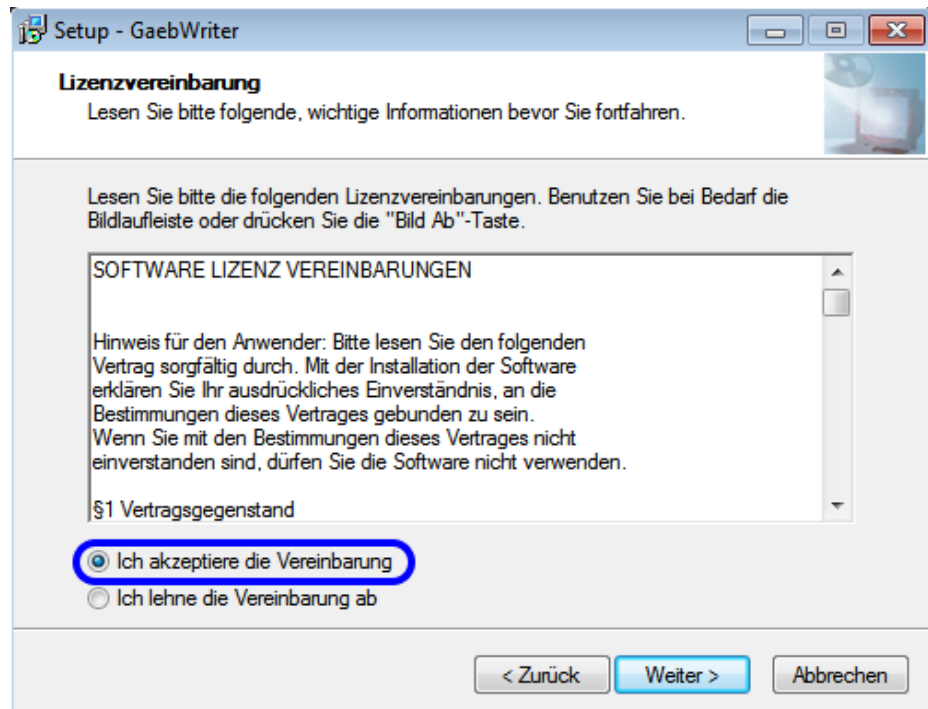 Setup - GaebWriter
Lizenzvereinbarung
Lesen Sie bitte folgende, wichtige Informationen bevor Sie fortfahren.
Lesen Sie bitte die folgenden Lizenzvereinbarungen. Benutzen Sie bei Bedarf die
Bildlaufleiste oder drücken Sie die "Bild Ab"-Taste.
SOFTWARE LIZENZ VEREINBARUNGEN
Hinweis für den Anwender: Bitte lesen Sie den folgenden
Vertrag sorgfältig durch. Mit der Installation der Software
erklären Sie Ihr ausdrückliches Einverständnis, an die
Bestimmungen dieses Vertrages gebunden zu sein.
Wenn Sie mit den Bestimmungen dieses Vertrages nicht
einverstanden sind, dürfen Sie die Software nicht verwenden.
§1 Vertragsgegenstand
Ich akzeptiere die Vereinbarung
Ich lehne die Vereinbarung ab
< Zurück Weiter > Abbrechen